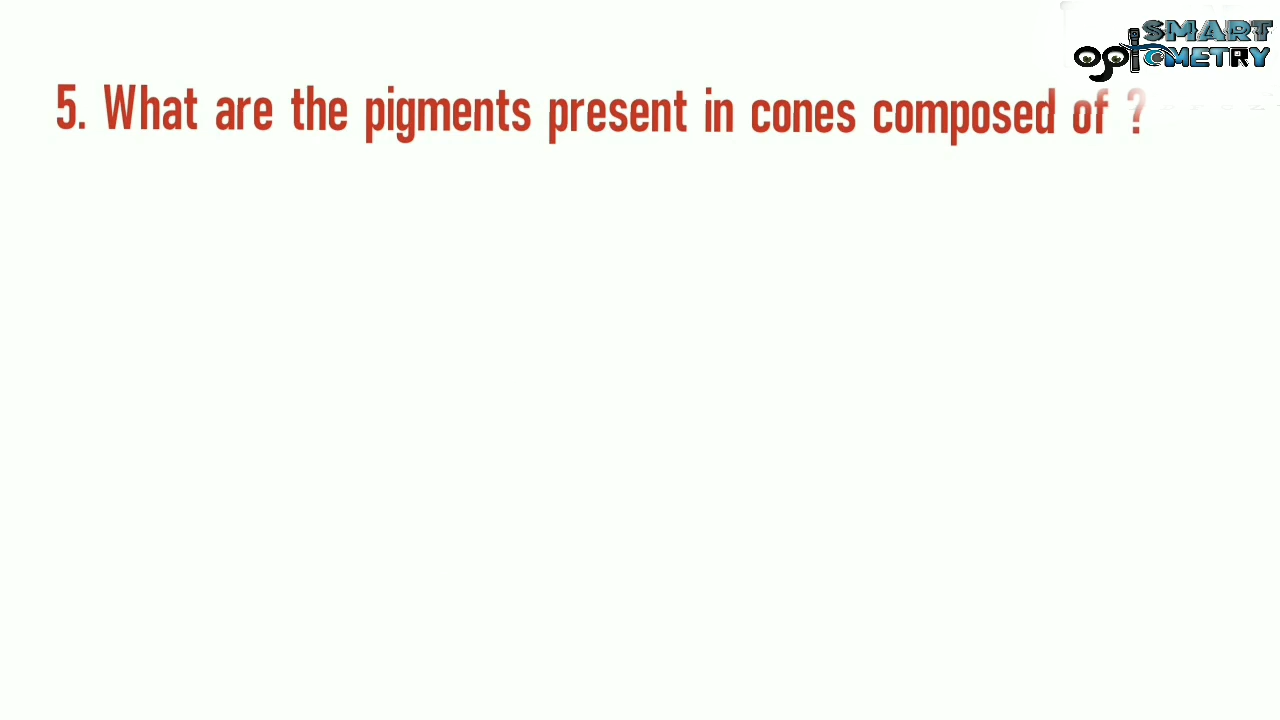 SMART
optOMETRY
5. What are the pigments present in cones composed of ?